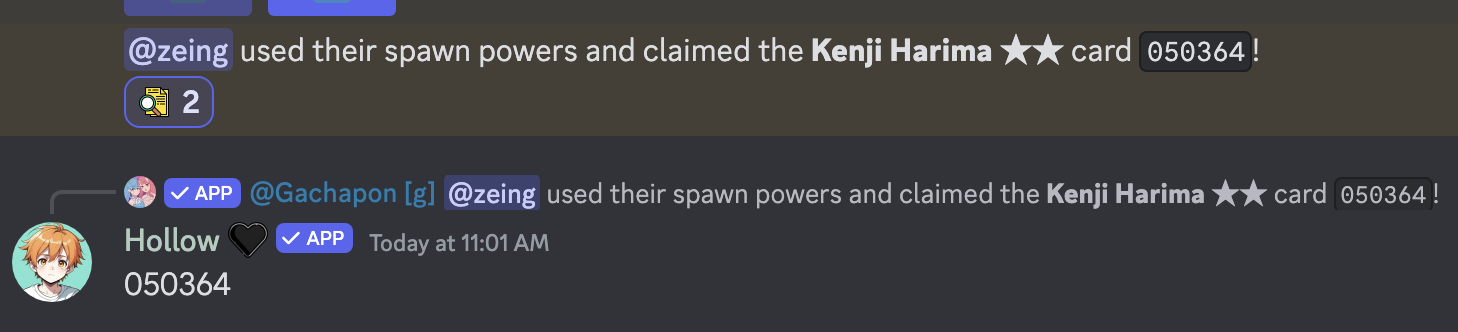 @zeing used their spawn powers and claimed the Kenji Harima ★★ card 050364!
2
✓ APP @Gachapon [g] @zeing used their spawn powers and claimed the Kenji Harima ★★ card 050364!
Hollow 🖤 ✓ APP Today at 11:01 AM
050364